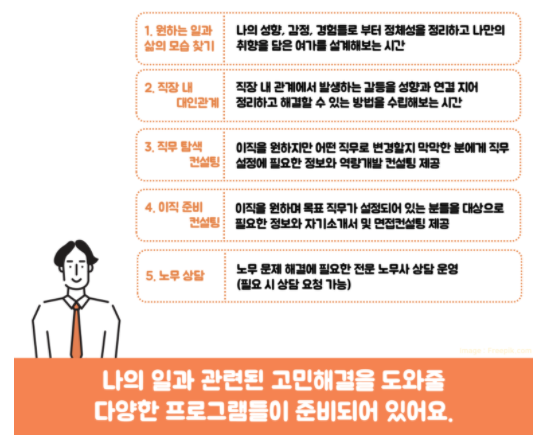 1. 원하는 일과
삶의 모습 찾기
나의 성향, 감정, 경험들로 부터 정체성을 정리하고 나만의
취향을 담은 여가를 설계해보는 시간
2. 직장 내
대인관계
직장 내 관계에서 발생하는 갈등을 성향과 연결 지어
정리하고 해결할 수 있는 방법을 수립해보는 시간
3. 직무 탐색
컨설팅
이직을 원하지만 어떤 직무로 변경할지 막막한 분에게 직무
설정에 필요한 정보와 역량개발 컨설팅 제공
4. 이직 준비
컨설팅
이직을 원하며 목표 직무가 설정되어 있는 분들을 대상으로
필요한 정보와 자기소개서 및 면접컨설팅 제공
5. 노무 상담
노무 문제 해결에 필요한 전문 노무사 상담 운영
(필요 시 상담 요청 가능)
나의 일과 관련된 고민해결을 도와줄
다양한 프로그램들이 준비되어 있어요.